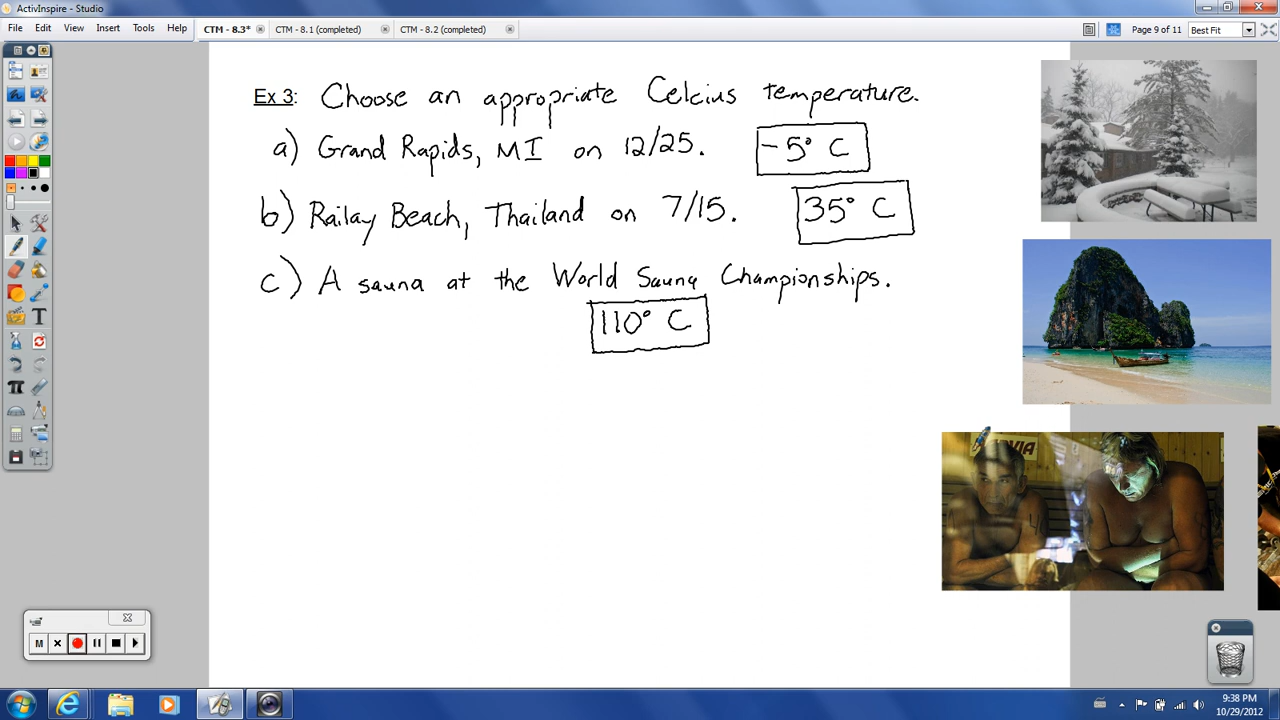 ActivInspire - Studio
File Edit View Insert Tools Help CTM - 8.3* CTM - 8.1 (completed) CTM - 8.2 (completed) Page 9 of 11 Best Fit
Ex 3: Choose an appropriate Celcius temperature.
a) Grand Rapids, MI on 12/25. -5° C
b) Railay Beach, Thailand on 7/15. 35° C
c) A sauna at the World Sauna Championships.
110° C
M
9:38 PM
10/29/2012